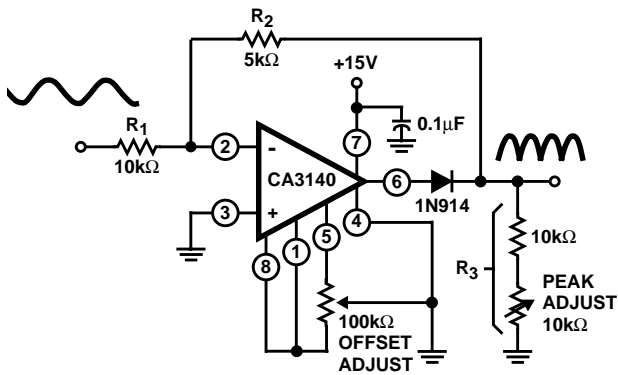 R2
5kΩ
+15V
0.1µF
R1
10kΩ
2
-
7
CA3140
6
1N914
3
+
4
5
1
8
10kΩ
R3
PEAK
ADJUST
10kΩ
100kΩ
OFFSET
ADJUST